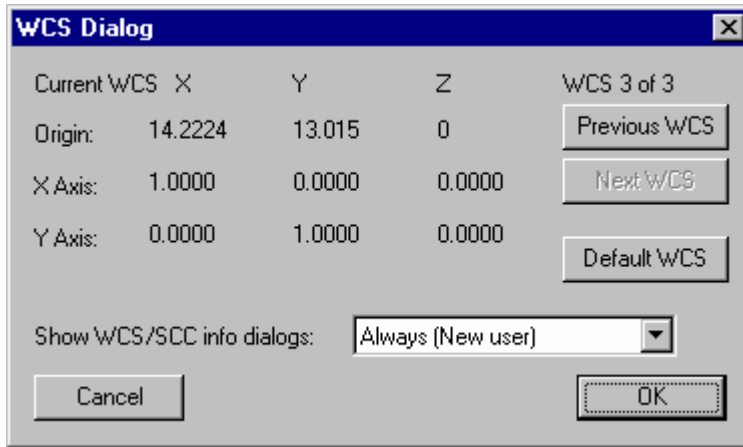 WCS Dialog
Current WCS X Y Z WCS 3 of 3
Origin: 14.2224 13.015 0 Previous WCS
X Axis: 1.0000 0.0000 0.0000 Next WCS
Y Axis: 0.0000 1.0000 0.0000
Default WCS
Show WCS/SCC info dialogs: Always (New user)
Cancel OK